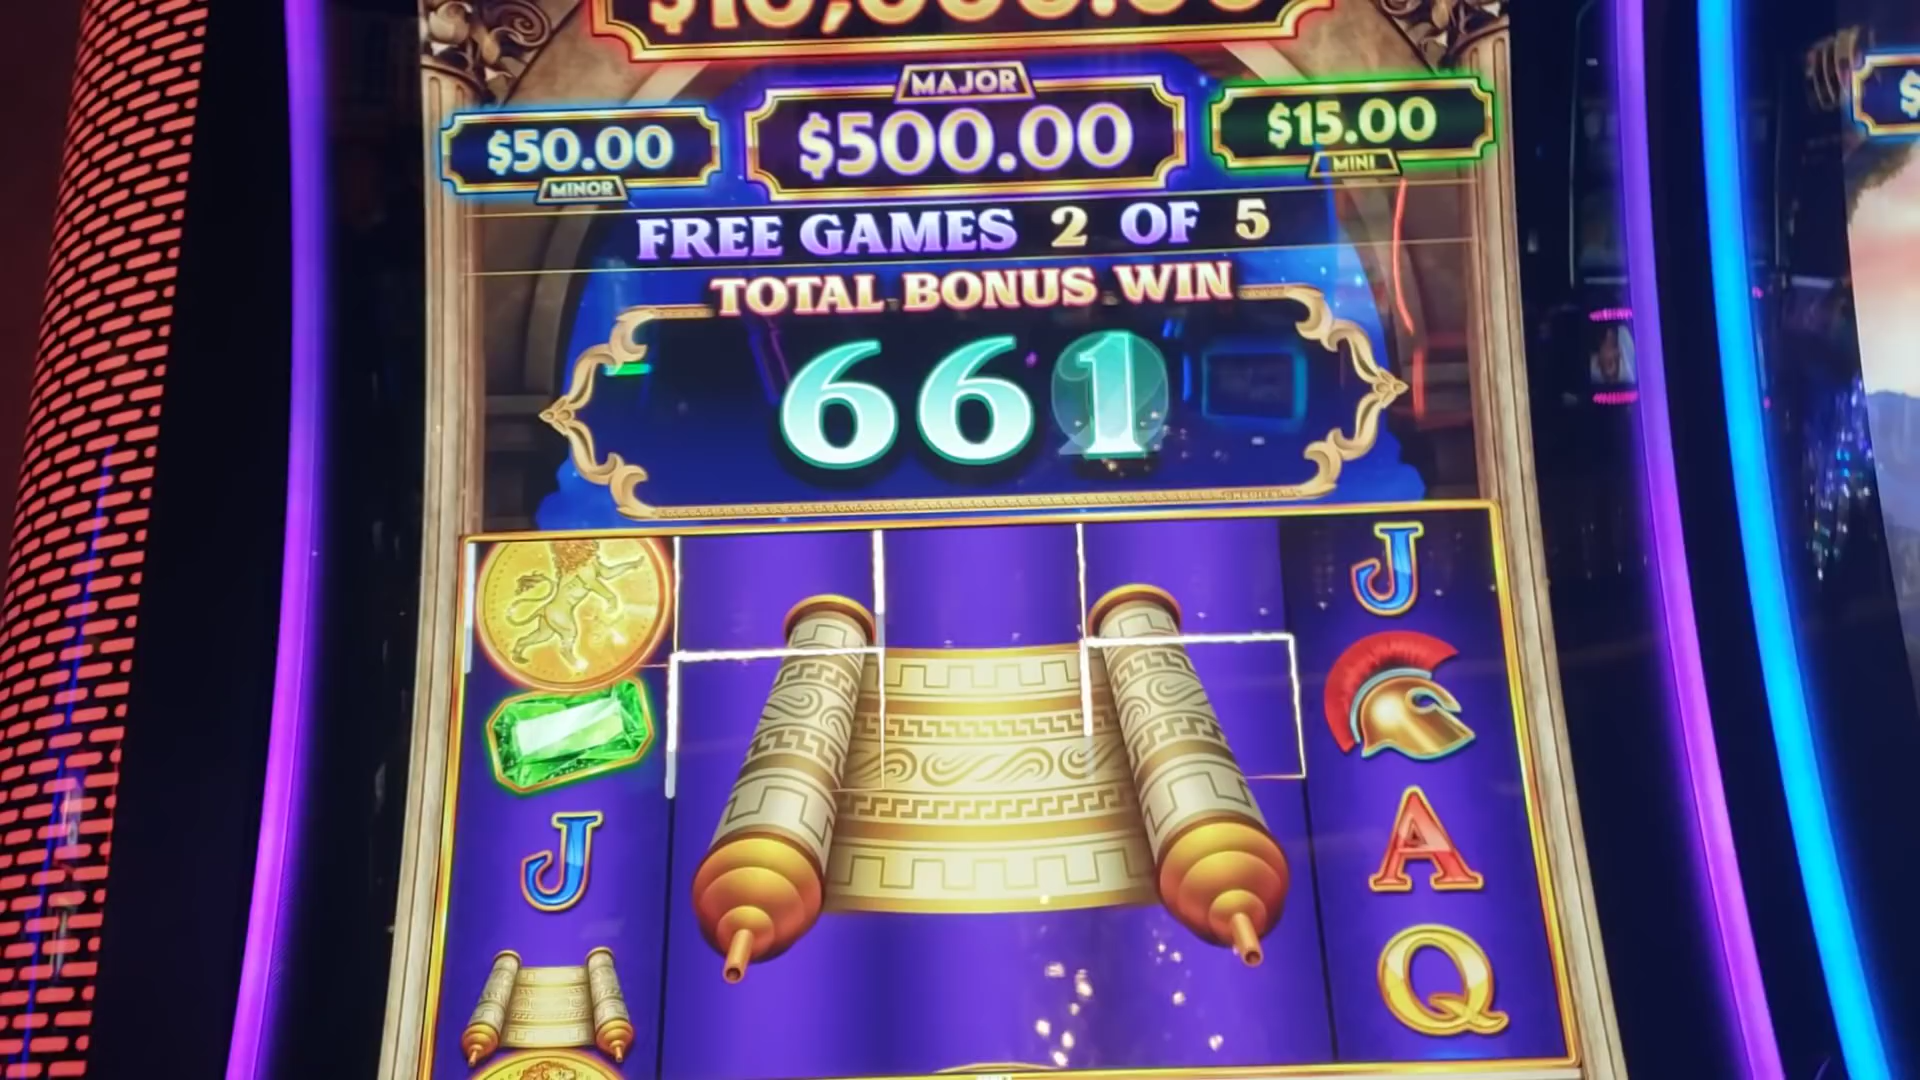 MAJOR
$50.00 $500.00 $15.00
MINOR MINI
FREE GAMES 2 OF 5
TOTAL BONUS WIN
661
J
J
A
Q